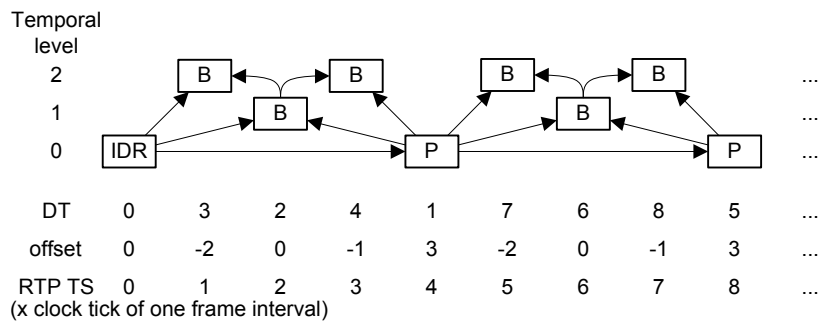 Temporal
level
2 B B B B ...
1 B B ...
0 IDR P P ...
DT 0 3 2 4 1 7 6 8 5 ...
offset 0 -2 0 -1 3 -2 0 -1 3 ...
RTP TS 0 1 2 3 4 5 6 7 8 ...
(x clock tick of one frame interval)